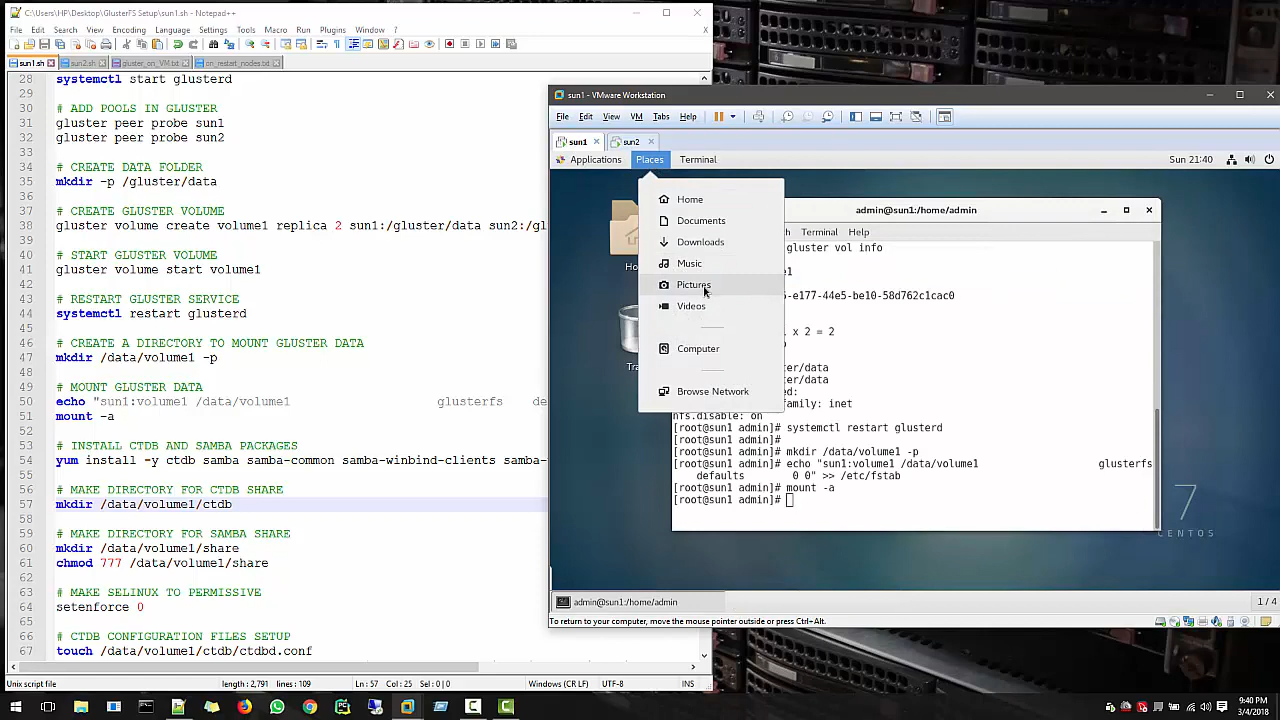 C:\Users\HP\Desktop\GlusterFS Setup\sun1.sh - Notepad++
File Edit Search View Encoding Language Settings Tools Macro Run Plugins Window ? X
sun1.sh sun2.sh gluster_on_VM.txt on_restart_nodes.txt
28 systemctl start glusterd
29
30 # ADD POOLS IN GLUSTER
31 gluster peer probe sun1
32 gluster peer probe sun2
33
34 # CREATE DATA FOLDER
35 mkdir -p /gluster/data
36
37 # CREATE GLUSTER VOLUME
38 gluster volume create volume1 replica 2 sun1:/gluster/data sun2:/gl
39
40 # START GLUSTER VOLUME
41 gluster volume start volume1
42
43 # RESTART GLUSTER SERVICE
44 systemctl restart glusterd
45
46 # CREATE A DIRECTORY TO MOUNT GLUSTER DATA
47 mkdir /data/volume1 -p
48
49 # MOUNT GLUSTER DATA
50 echo "sun1:volume1 /data/volume1 glusterfs de
51 mount -a
52
53 # INSTALL CTDB AND SAMBA PACKAGES
54 yum install -y ctdb samba samba-common samba-winbind-clients samba-
55
56 # MAKE DIRECTORY FOR CTDB SHARE
57 mkdir /data/volume1/ctdb
58
59 # MAKE DIRECTORY FOR SAMBA SHARE
60 mkdir /data/volume1/share
61 chmod 777 /data/volume1/share
62
63 # MAKE SELINUX TO PERMISSIVE
64 setenforce 0
65
66 # CTDB CONFIGURATION FILES SETUP
67 touch /data/volume1/ctdb/ctdbd.conf
Unix script file length : 2,791 lines : 109 Ln : 57 Col : 25 Sel : 0 | 0 Windows (CR LF) UTF-8 INS
sun1 - VMware Workstation
File Edit View VM Tabs Help
sun1 sun2
Applications Places Terminal Sun 21:40
Home
Documents
Downloads
Music
Pictures
Videos
Computer
Browse Network
admin@sun1:/home/admin
Terminal Help
gluster vol info
-e177-44e5-be10-58d762c1cac0
x 2 = 2
er/data
er/data
ed:
family: inet
nfs.disable: on
[root@sun1 admin]# systemctl restart glusterd
[root@sun1 admin]#
[root@sun1 admin]# mkdir /data/volume1 -p
[root@sun1 admin]# echo "sun1:volume1 /data/volume1 glusterfs
defaults 0 0" >> /etc/fstab
[root@sun1 admin]# mount -a
[root@sun1 admin]#
7
CENTOS
admin@sun1:/home/admin 1 / 4
To return to your computer, move the mouse pointer outside or press Ctrl+Alt.
9:40 PM
3/4/2018